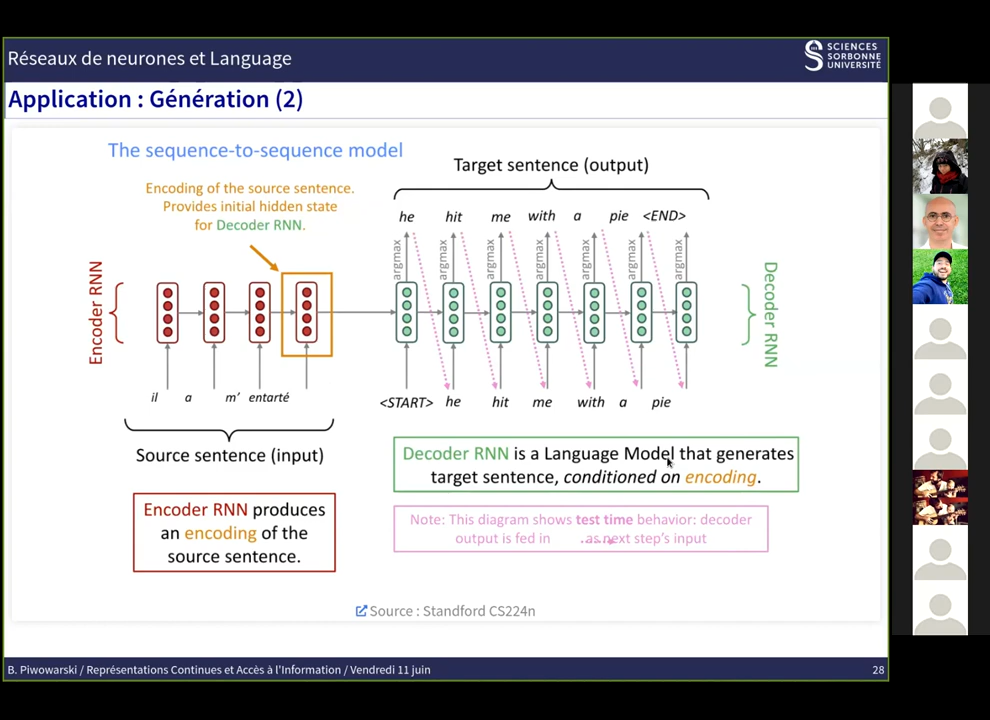 Réseaux de neurones et Language
SCIENCES
SORBONNE
UNIVERSITÉ
Application : Génération (2)
The sequence-to-sequence model
Target sentence (output)
Encoding of the source sentence.
Provides initial hidden state
for Decoder RNN.
he hit me with a pie <END>
argmax argmax argmax argmax argmax argmax argmax
Encoder RNN
Decoder RNN
il a m' entarté
<START> he hit me with a pie
Source sentence (input)
Decoder RNN is a Language Model that generates
target sentence, conditioned on encoding.
Encoder RNN produces
an encoding of the
source sentence.
Note: This diagram shows test time behavior: decoder
output is fed in as next step's input
Source : Standford CS224n
B. Piwowarski / Représentations Continues et Accès à l'Information / Vendredi 11 juin
28